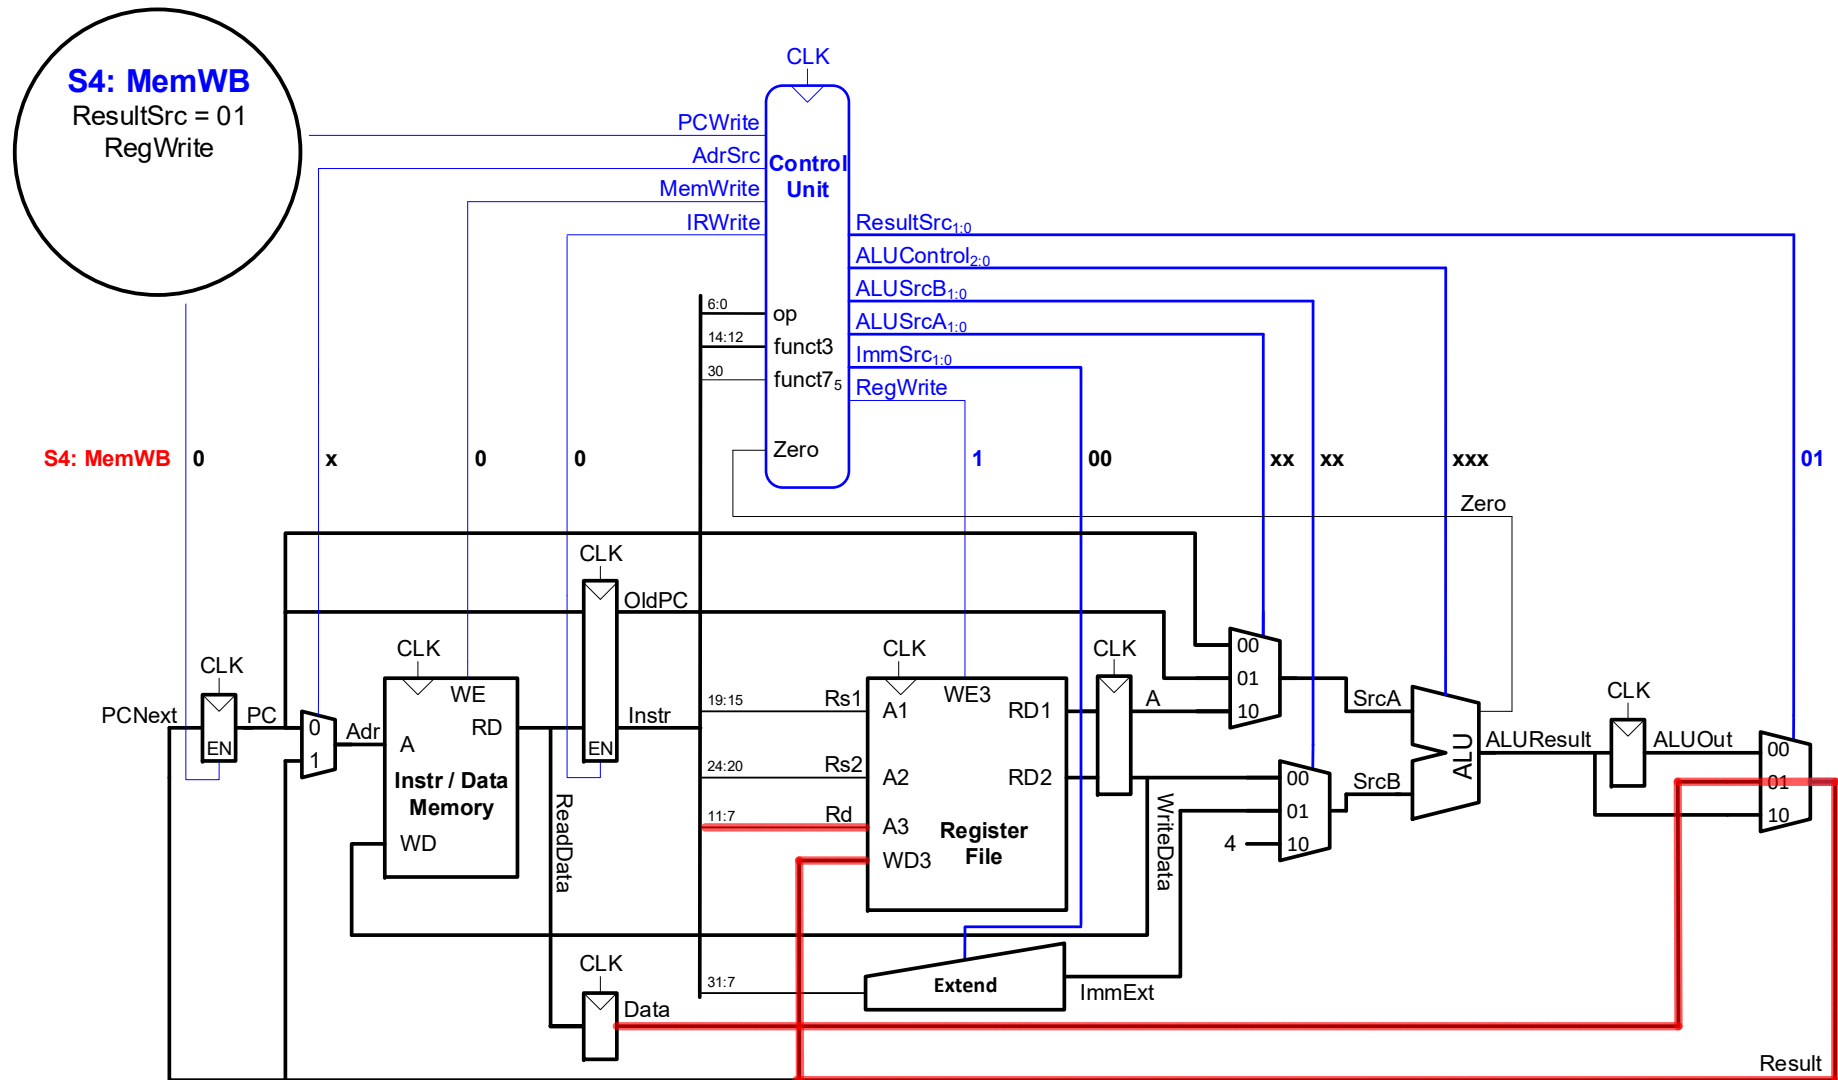 S4: MemWB
ResultSrc = 01
RegWrite
CLK
PCWrite
AdrSrc
MemWrite
IRWrite
Control
Unit
ResultSrc1:0
ALUControl2:0
ALUSrcB1:0
ALUSrcA1:0
ImmSrc1:0
RegWrite
6:0
op
14:12
funct3
30
funct75
Zero
S4: MemWB
0
x
0
0
1
00
xx
xx
xxx
01
Zero
CLK
OldPC
CLK
CLK
CLK
CLK
CLK
PCNext
EN
PC
0
1
Adr
WE
RD
A
Instr / Data
Memory
WD
EN
Instr
ReadData
19:15
Rs1
24:20
Rs2
11:7
Rd
A1
WE3
RD1
A2
RD2
A3
WD3
Register
File
A
WriteData
00
01
10
SrcA
00
01
4
10
SrcB
ALU
ALUResult
ALUOut
00
01
10
31:7
Extend
ImmExt
CLK
Data
Result